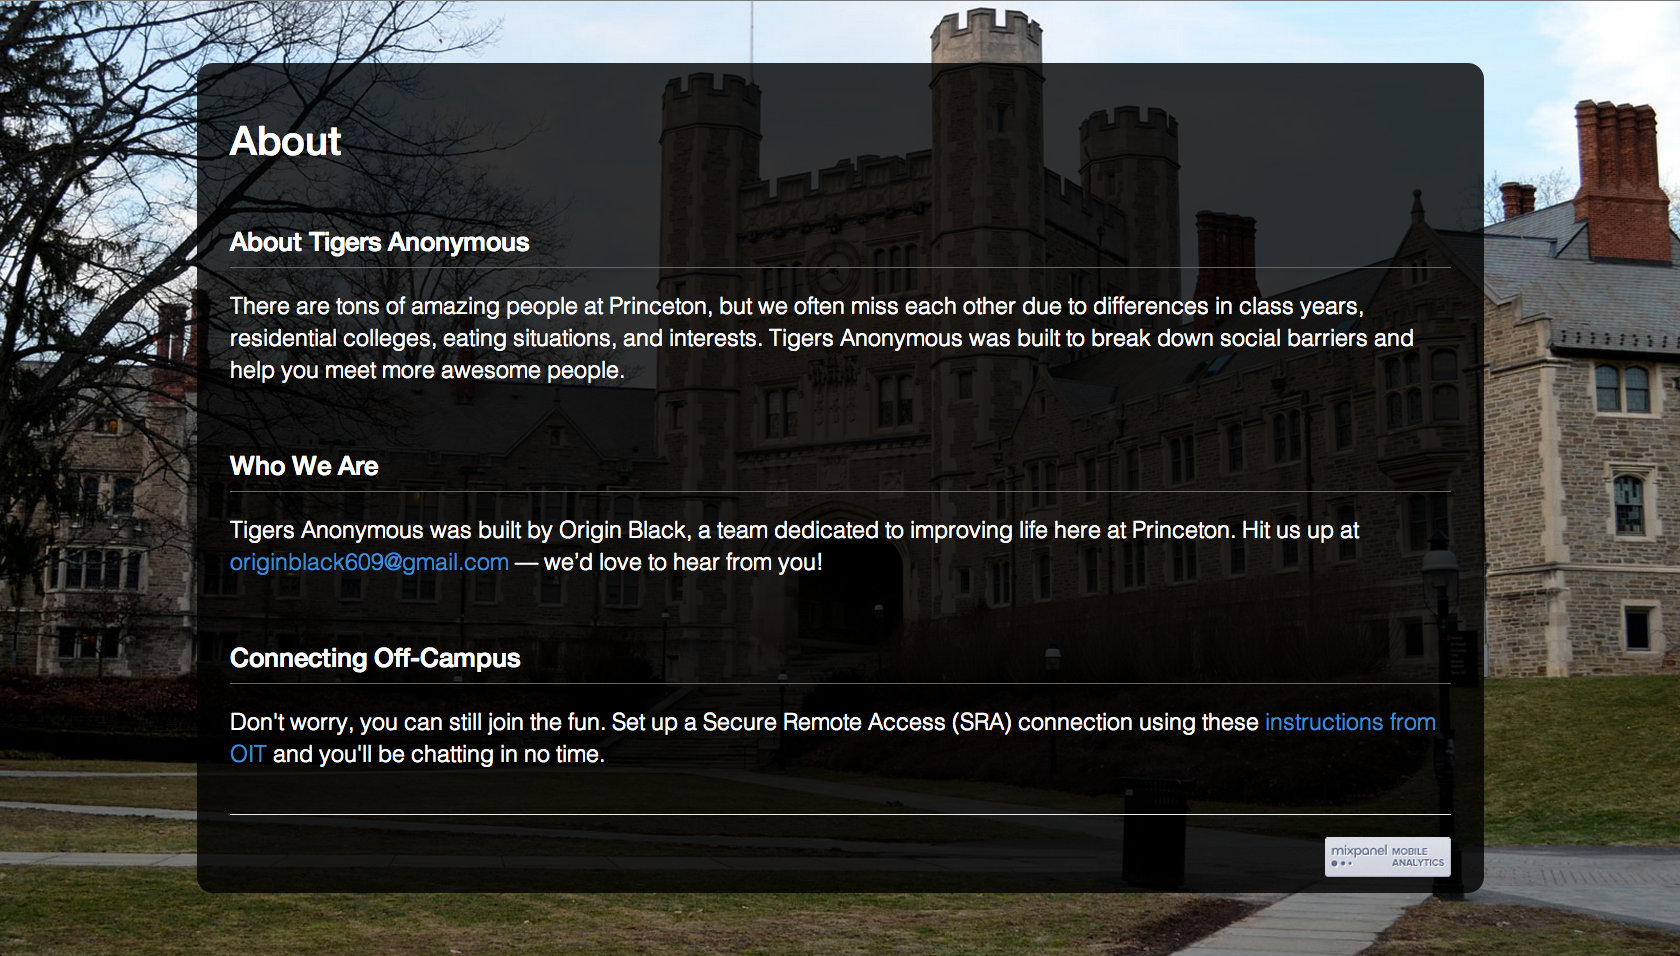 About
About Tigers Anonymous
There are tons of amazing people at Princeton, but we often miss each other due to differences in class years,
residential colleges, eating situations, and interests. Tigers Anonymous was built to break down social barriers and
help you meet more awesome people.
Who We Are
Tigers Anonymous was built by Origin Black, a team dedicated to improving life here at Princeton. Hit us up at
originblack609@gmail.com — we’d love to hear from you!
Connecting Off-Campus
Don't worry, you can still join the fun. Set up a Secure Remote Access (SRA) connection using these instructions from
OIT and you'll be chatting in no time.
mixpanel MOBILE
ANALYTICS